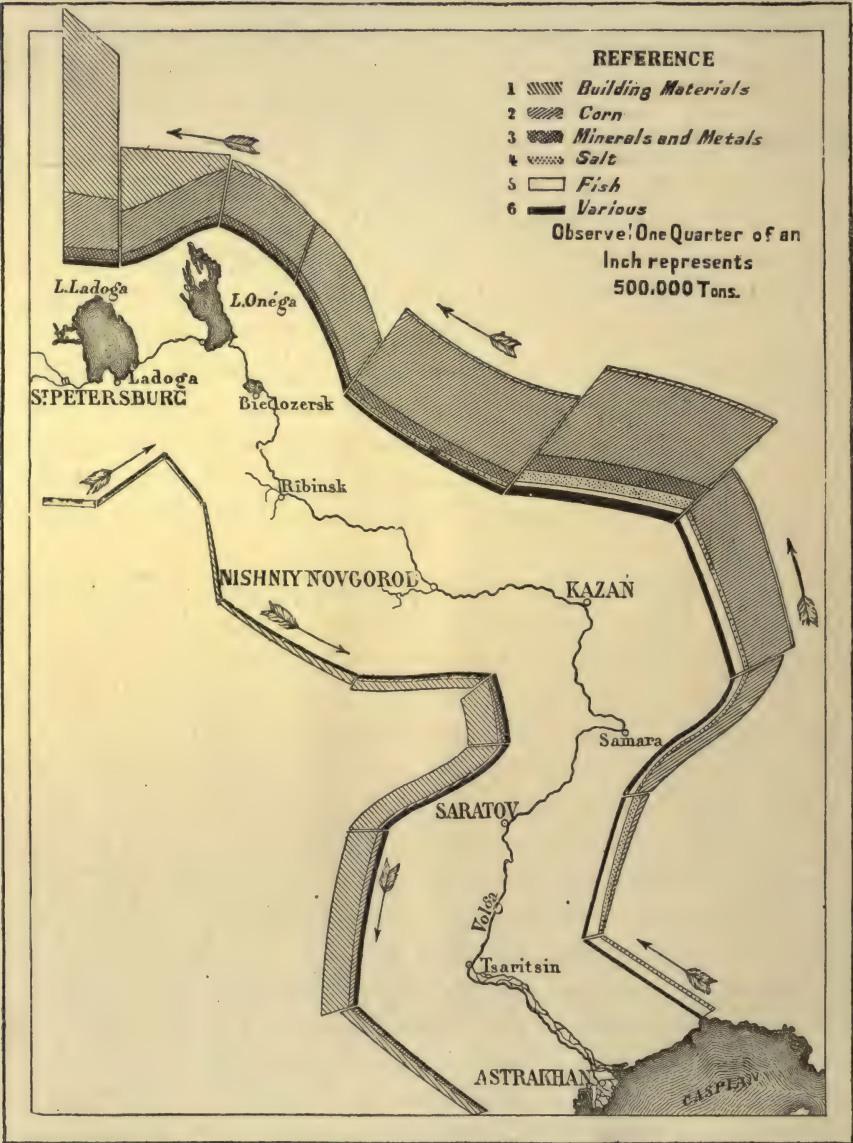 REFERENCE
1 Building Materials
2 Corn
3 Minerals and Metals
4 Salt
5 Fish
6 Various
Observe! One Quarter of an
Inch represents
500.000 Tons.
L.Ladoga
L.Onéga
Ladoga
ST PETERSBURG
Bielozersk
Ribinsk
NISHNIY NOVGOROD
KAZAN
Samara
SARATOV
Volga
Tsaritsin
ASTRAKHAN
CASPIAN